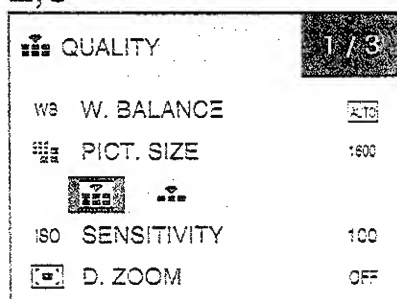 QUALITY 1/3
WB W. BALANCE AUTO
PICT. SIZE 1600
ISO SENSITIVITY 100
D. ZOOM OFF